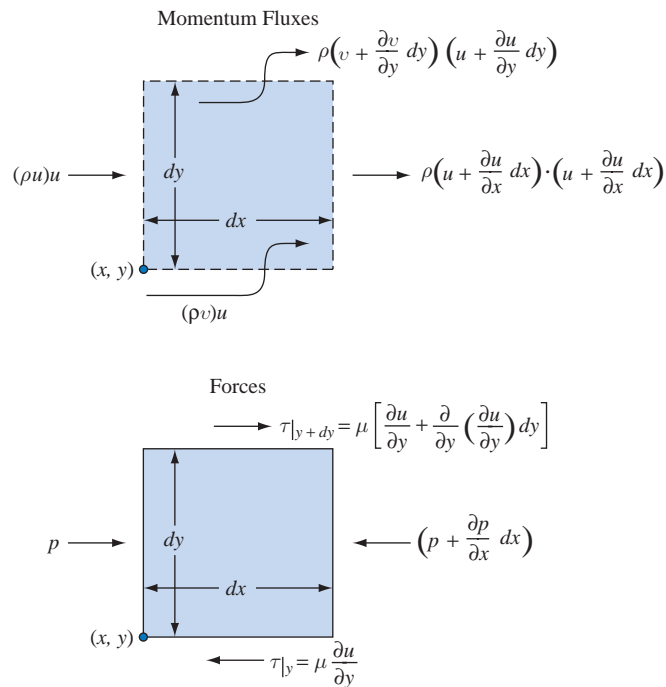 Momentum Fluxes
ρ(υ + ∂υ/∂y dy) (u + ∂u/∂y dy)
(ρu)u
dy
ρ(u + ∂u/∂x dx)·(u + ∂u/∂x dx)
dx
(x, y)
(ρυ)u
Forces
τ|y + dy = μ [∂u/∂y + ∂/∂y (∂u/∂y) dy]
p
dy
(p + ∂p/∂x dx)
dx
(x, y)
τ|y = μ ∂u/∂y